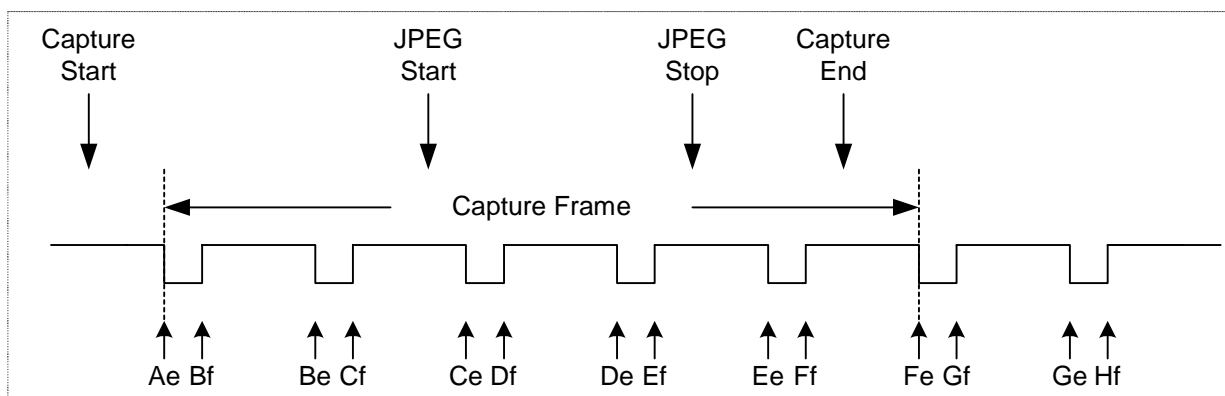 Capture
Start
JPEG
Start
JPEG
Stop
Capture
End
Capture Frame
Ae Bf Be Cf Ce Df De Ef Ee Ff Fe Gf Ge Hf